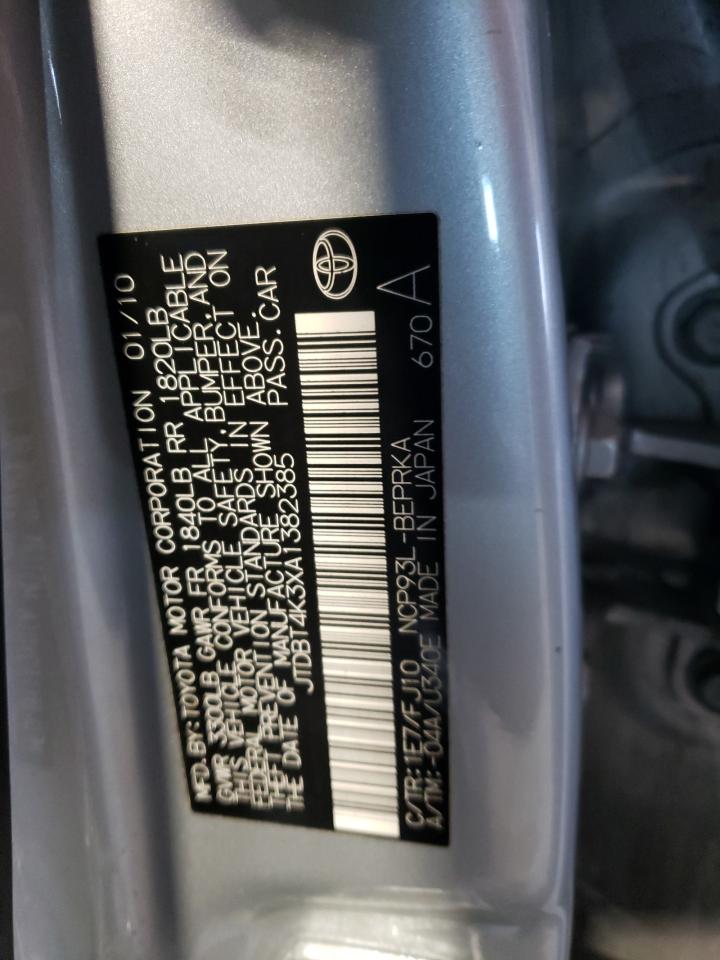 MFD.BY:TOYOTA MOTOR CORPORATION 01/10
GVWR 3300LB GAWR FR 1840LB RR 1820LB
THIS VEHICLE CONFORMS TO ALL APPLICABLE
FEDERAL MOTOR VEHICLE SAFETY,BUMPER,AND
THEFT PREVENTION STANDARDS IN EFFECT ON
THE DATE OF MANUFACTURE SHOWN ABOVE.
JTDBT4K3XA1382385 PASS.CAR
C/TR:1E7/FJ10 NCP93L-BEPRKA 670 A
A/TM:-04A/U340E MADE IN JAPAN